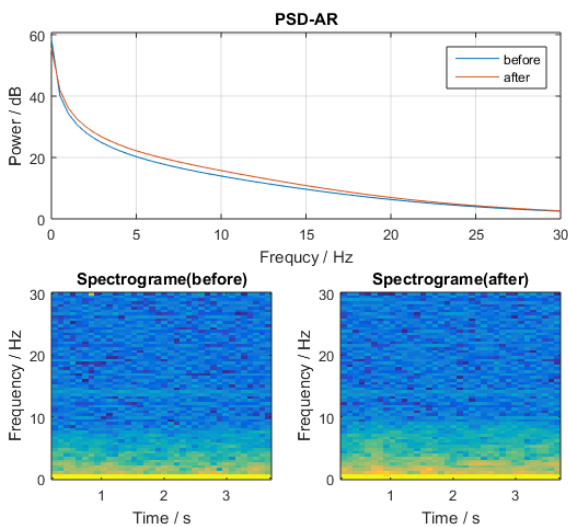 PSD-AR
60
40
20
0
Power / dB
before
after
0 5 10 15 20 25 30
Frequcy / Hz
Spectrograme(before)
30
20
10
0
Frequency / Hz
1 2 3
Time / s
Spectrograme(after)
30
20
10
0
Frequency / Hz
1 2 3
Time / s